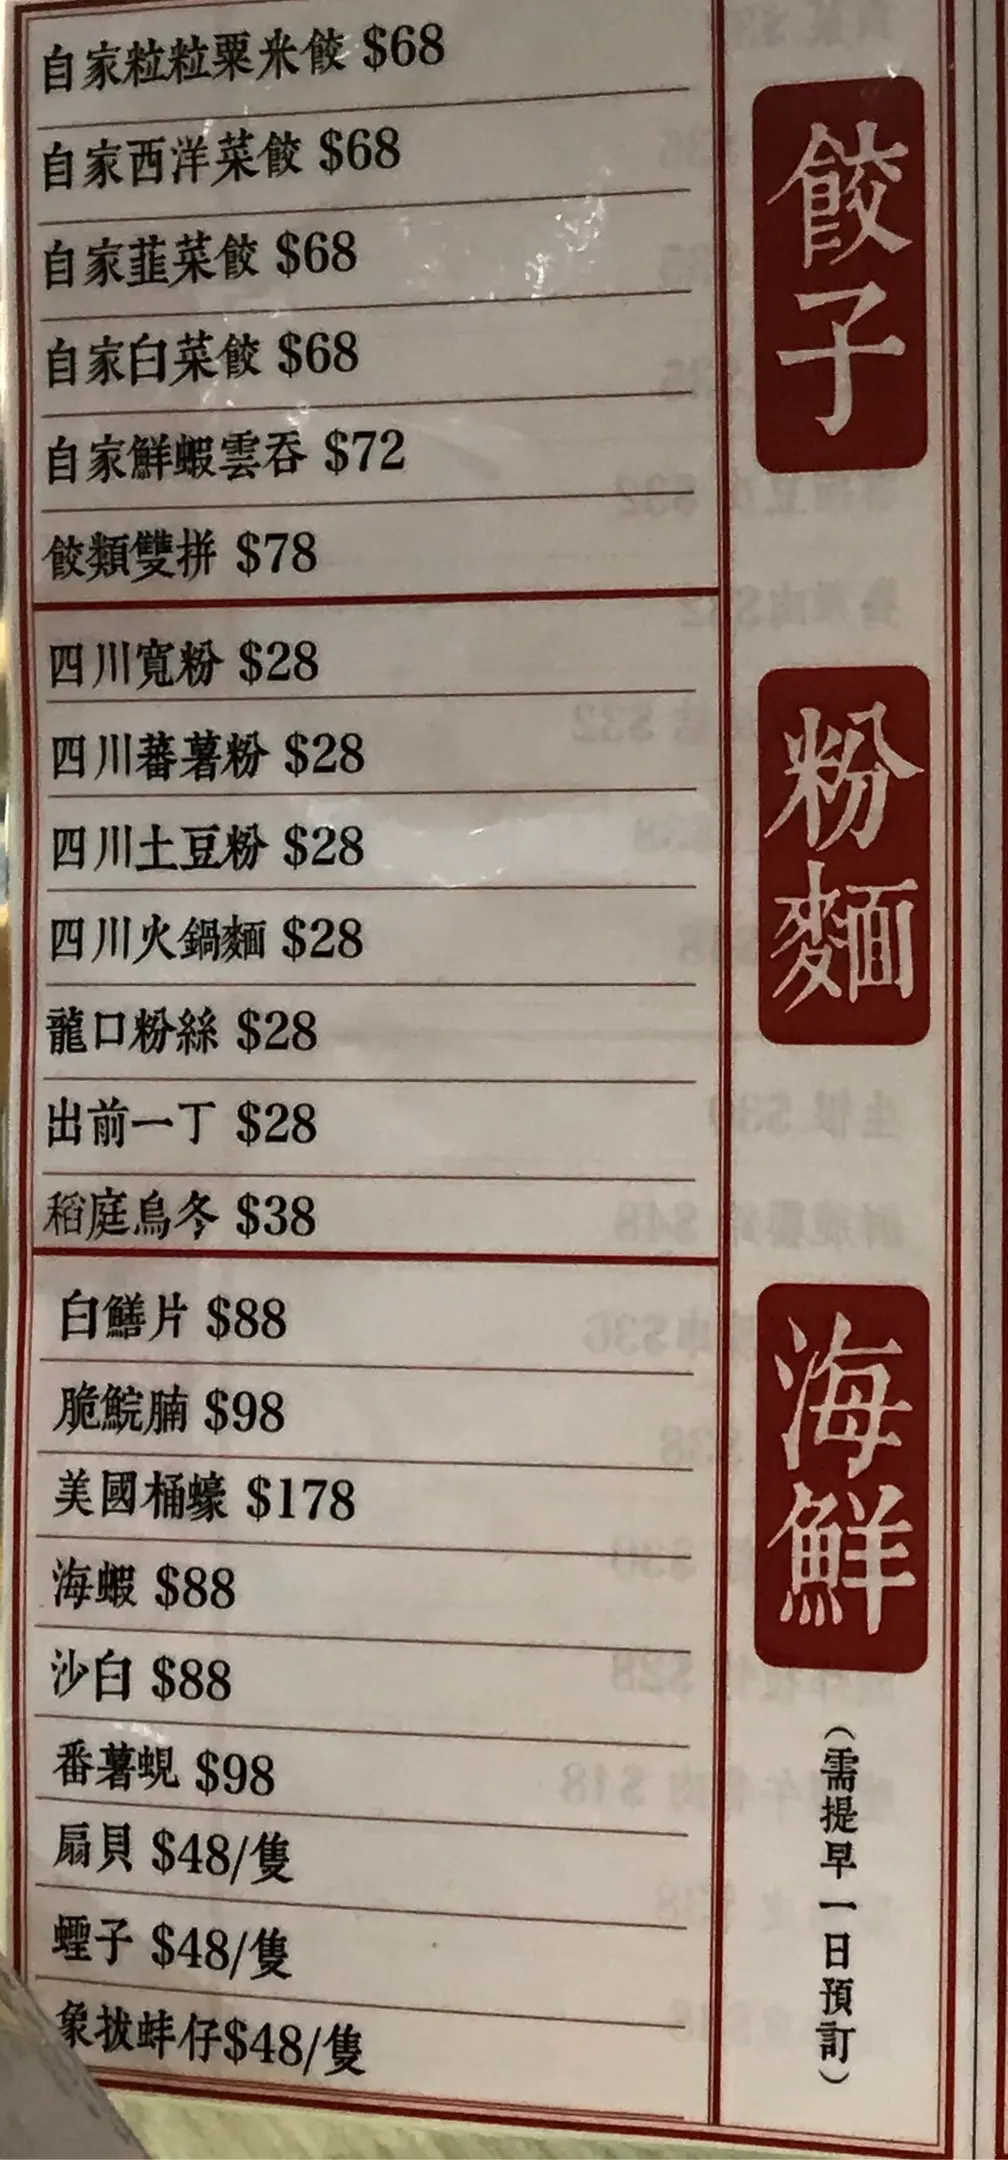 餃子
自家粒粒粟米餃 $68
自家西洋菜餃 $68
自家韮菜餃 $68
自家白菜餃 $68
自家鮮蝦雲吞 $72
餃類雙拼 $78
粉麵
四川寬粉 $28
四川蕃薯粉 $28
四川土豆粉 $28
四川火鍋麵 $28
龍口粉絲 $28
出前一丁 $28
稻庭烏冬 $38
海鮮
（需提早一日預訂）
白鱔片 $88
脆鯇腩 $98
美國桶蠔 $178
海蝦 $88
沙白 $88
番薯蜆 $98
扇貝 $48/隻
蟶子 $48/隻
象拔蚌仔$48/隻